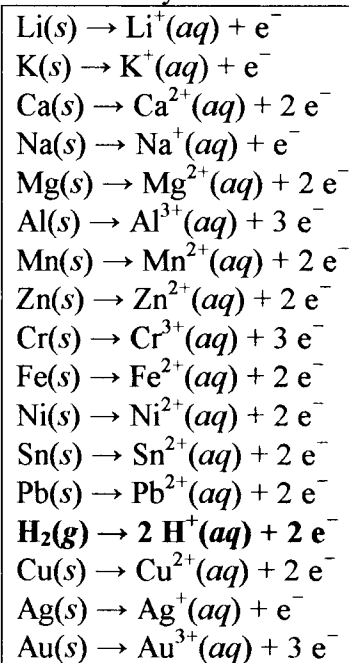 Li(s) → Li⁺(aq) + e⁻
K(s) → K⁺(aq) + e⁻
Ca(s) → Ca²⁺(aq) + 2 e⁻
Na(s) → Na⁺(aq) + e⁻
Mg(s) → Mg²⁺(aq) + 2 e⁻
Al(s) → Al³⁺(aq) + 3 e⁻
Mn(s) → Mn²⁺(aq) + 2 e⁻
Zn(s) → Zn²⁺(aq) + 2 e⁻
Cr(s) → Cr³⁺(aq) + 3 e⁻
Fe(s) → Fe²⁺(aq) + 2 e⁻
Ni(s) → Ni²⁺(aq) + 2 e⁻
Sn(s) → Sn²⁺(aq) + 2 e⁻
Pb(s) → Pb²⁺(aq) + 2 e⁻
H₂(g) → 2 H⁺(aq) + 2 e⁻
Cu(s) → Cu²⁺(aq) + 2 e⁻
Ag(s) → Ag⁺(aq) + e⁻
Au(s) → Au³⁺(aq) + 3 e⁻